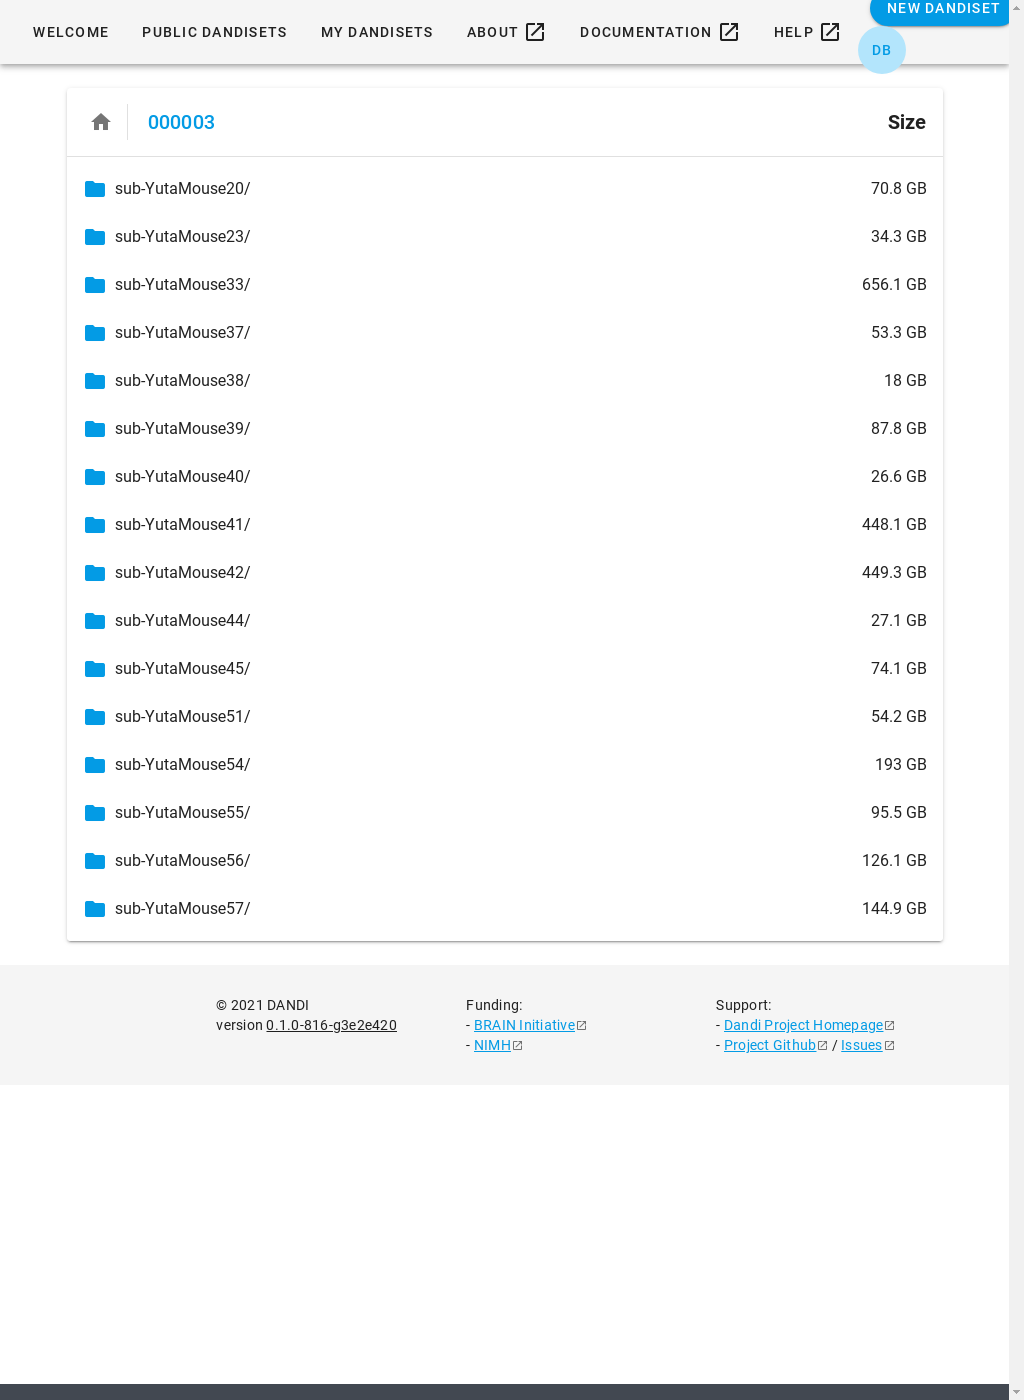 WELCOME PUBLIC DANDISETS MY DANDISETS ABOUT DOCUMENTATION HELP NEW DANDISET
DB
000003 Size
sub-YutaMouse20/ 70.8 GB
sub-YutaMouse23/ 34.3 GB
sub-YutaMouse33/ 656.1 GB
sub-YutaMouse37/ 53.3 GB
sub-YutaMouse38/ 18 GB
sub-YutaMouse39/ 87.8 GB
sub-YutaMouse40/ 26.6 GB
sub-YutaMouse41/ 448.1 GB
sub-YutaMouse42/ 449.3 GB
sub-YutaMouse44/ 27.1 GB
sub-YutaMouse45/ 74.1 GB
sub-YutaMouse51/ 54.2 GB
sub-YutaMouse54/ 193 GB
sub-YutaMouse55/ 95.5 GB
sub-YutaMouse56/ 126.1 GB
sub-YutaMouse57/ 144.9 GB
© 2021 DANDI
version 0.1.0-816-g3e2e420
Funding:
- BRAIN Initiative
- NIMH
Support:
- Dandi Project Homepage
- Project Github / Issues